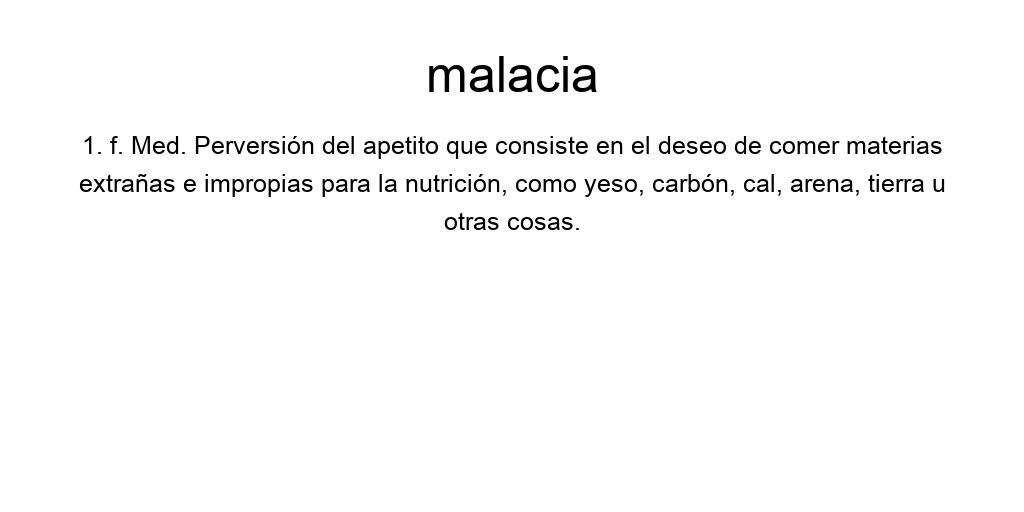 malacia
1. f. Med. Perversión del apetito que consiste en el deseo de comer materias
extrañas e impropias para la nutrición, como yeso, carbón, cal, arena, tierra u
otras cosas.